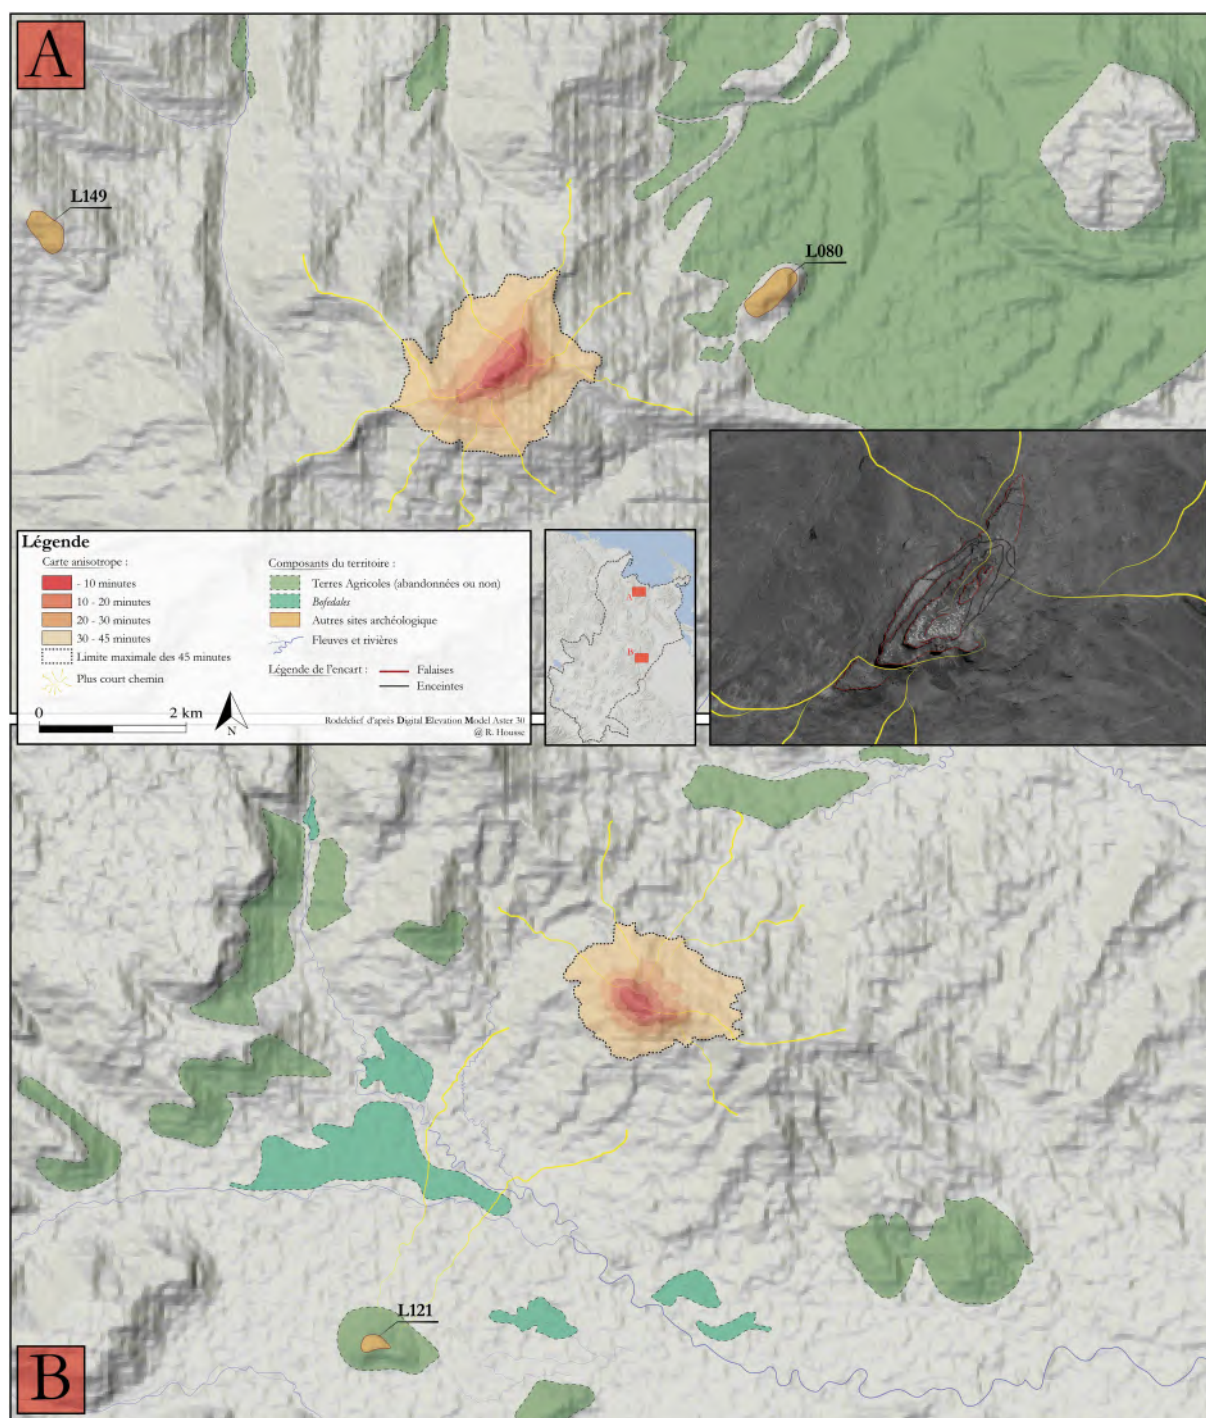 A
L149
L080
Légende
Carte anisotrope :
- 10 minutes
10 - 20 minutes
20 - 30 minutes
30 - 45 minutes
Limite maximale des 45 minutes
Plus court chemin
0 2 km
N
Composants du territoire :
Terres Agricoles (abandonnées ou non)
Bofedales
Autres sites archéologique
Fleuves et rivières
Légende de l'encart :
Falaises
Enceintes
d'après Digital Elevation Model Aster 30
@ R. Housse
A
B
L121
B